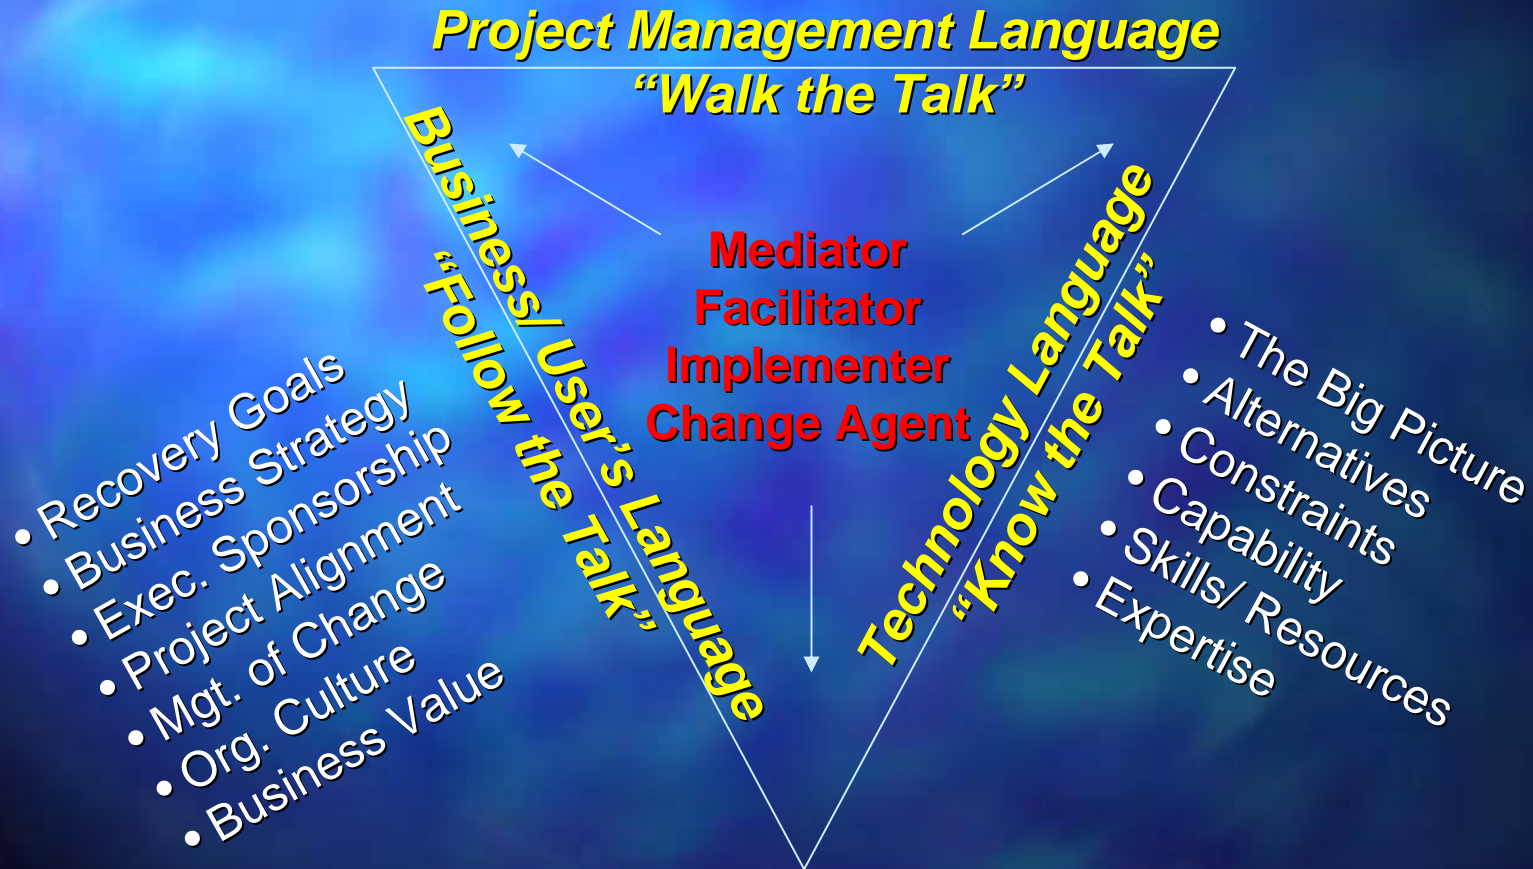 Project Management Language
“Walk the Talk”
Business/ User’s Language
“Follow the Talk”
Mediator
Facilitator
Implementer
Change Agent
Technology Language
“Know the Talk”
• Recovery Goals
• Business Strategy
• Exec. Sponsorship
• Project Alignment
• Mgt. of Change
• Org. Culture
• Business Value
• The Big Picture
• Alternatives
• Constraints
• Capability
• Skills/ Resources
• Expertise